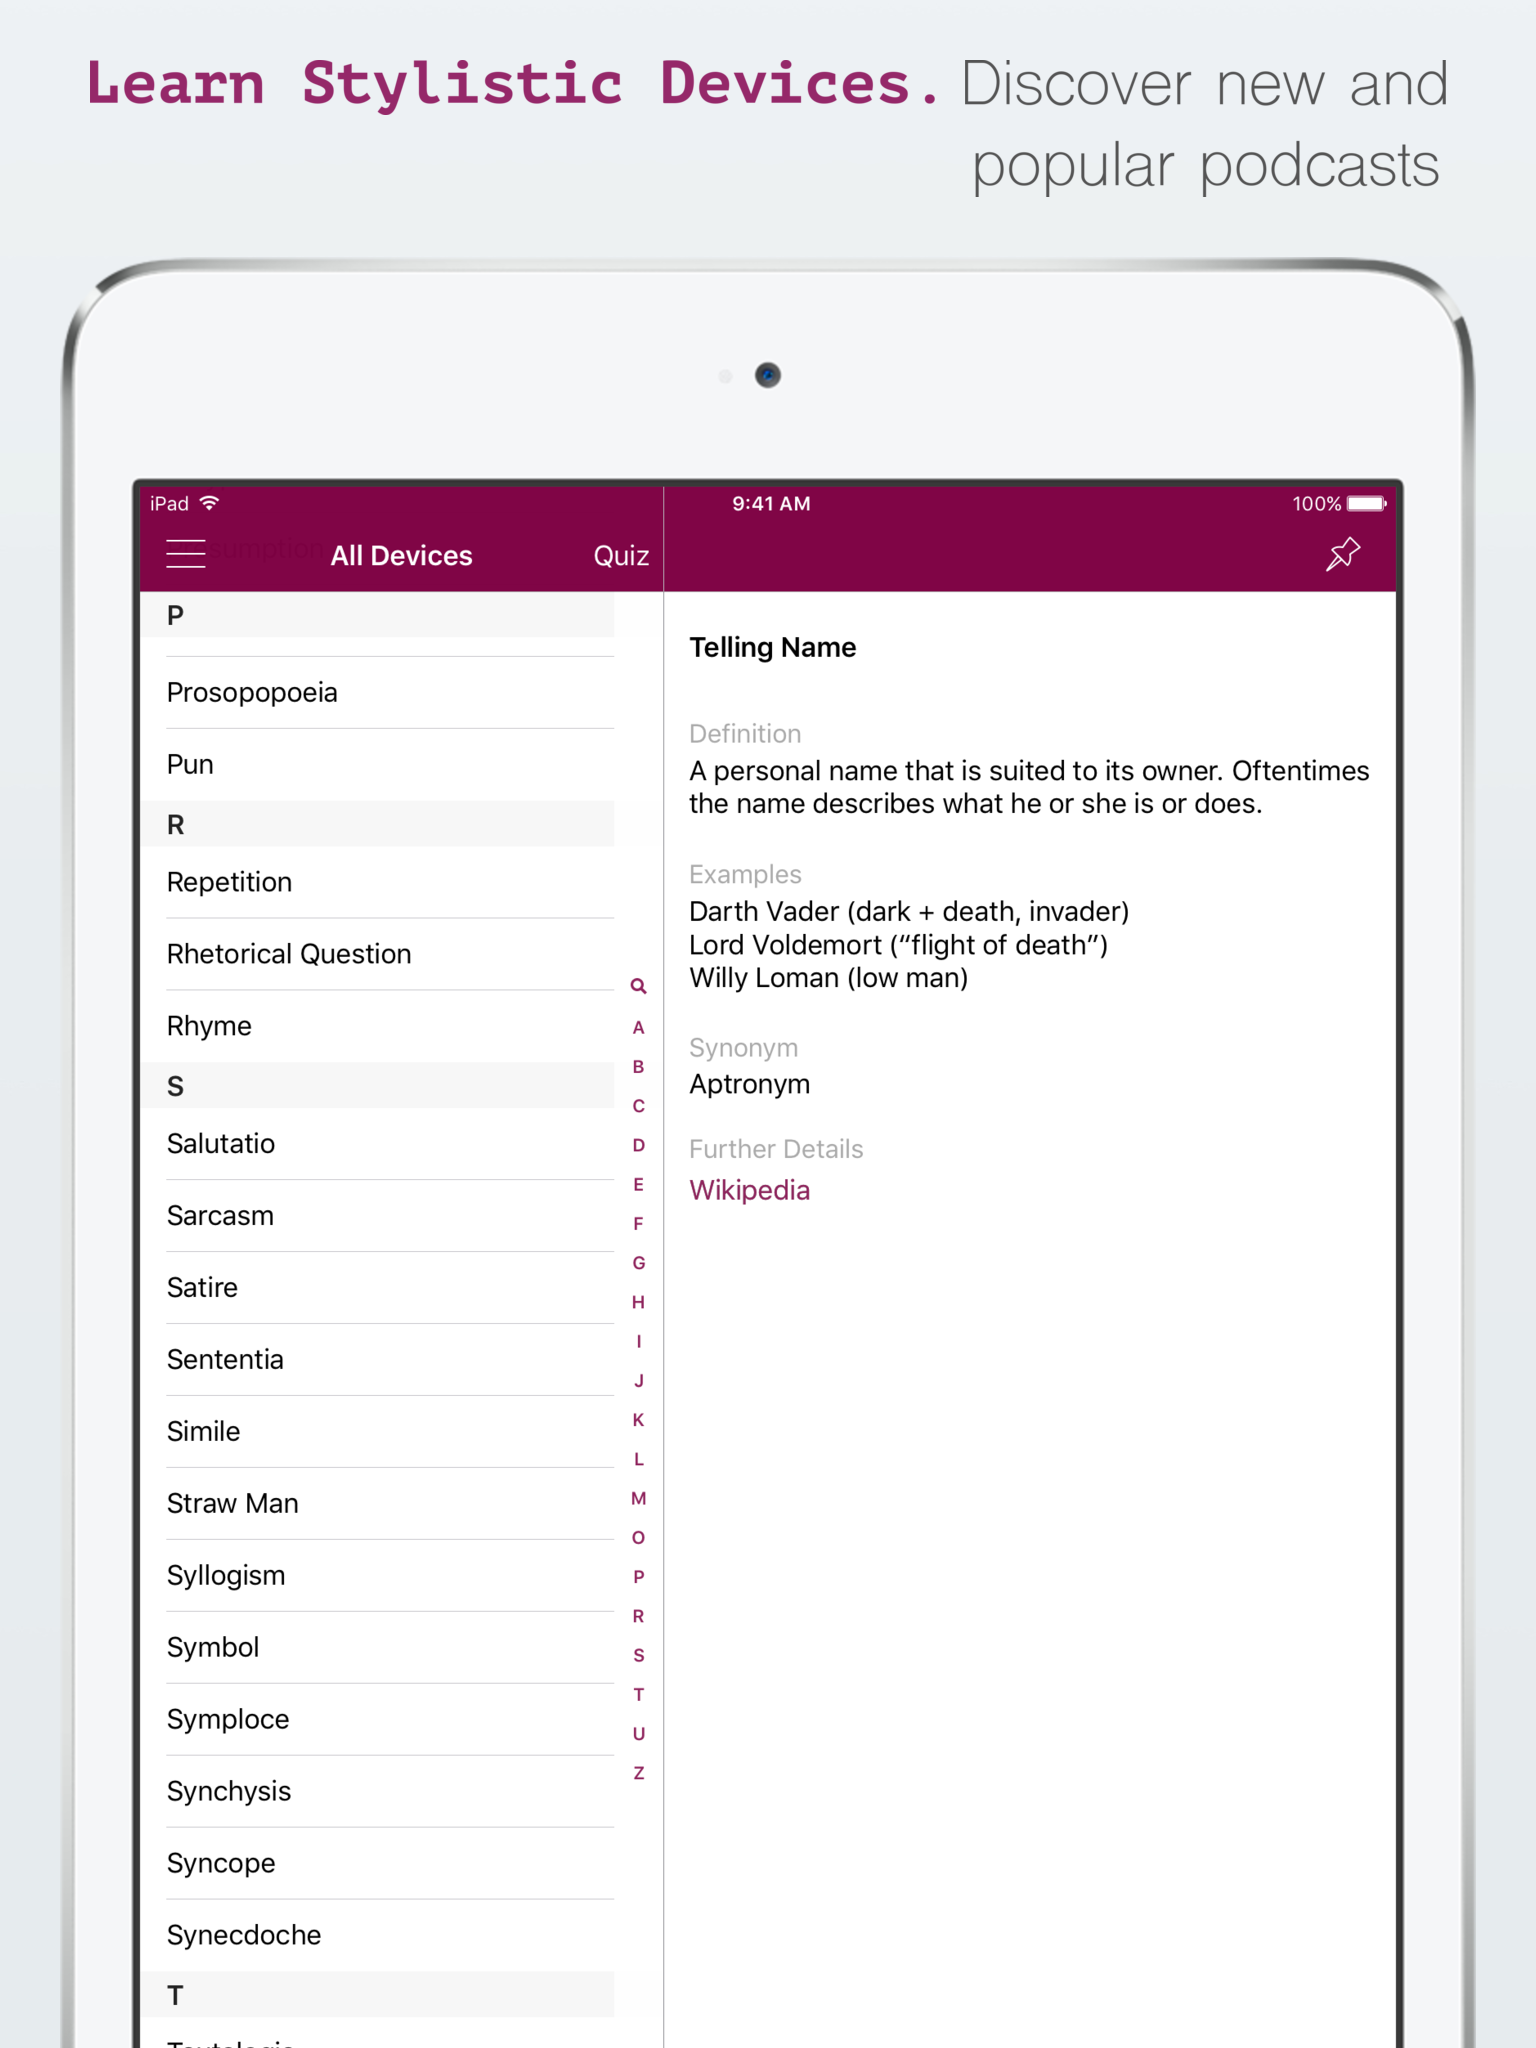 Learn Stylistic Devices. Discover new and
popular podcasts
iPad
9:41 AM
100%
All Devices
Quiz
P
Prosopopoeia
Pun
R
Repetition
Rhetorical Question
Rhyme
S
Salutatio
Sarcasm
Satire
Sententia
Simile
Straw Man
Syllogism
Symbol
Symploce
Synchysis
Syncope
Synecdoche
T
A
B
C
D
E
F
G
H
I
J
K
L
M
O
P
R
S
T
U
Z
Telling Name
Definition
A personal name that is suited to its owner. Oftentimes
the name describes what he or she is or does.
Examples
Darth Vader (dark + death, invader)
Lord Voldemort (“flight of death”)
Willy Loman (low man)
Synonym
Aptronym
Further Details
Wikipedia